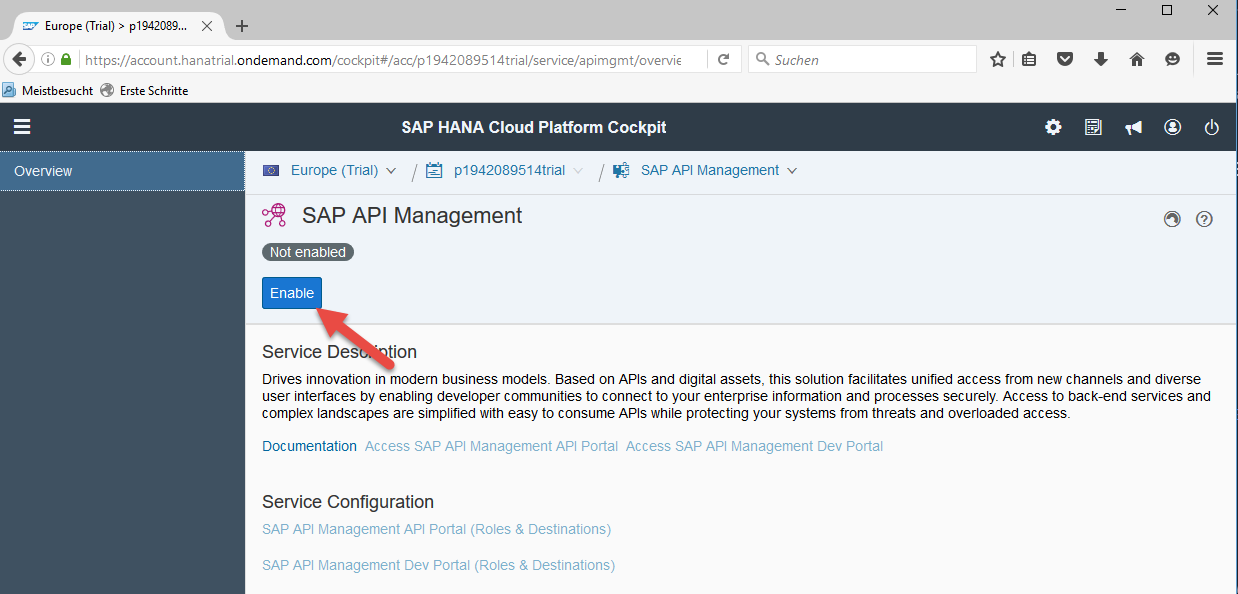 Europe (Trial) > p1942089...
https://account.hanatrial.ondemand.com/cockpit#/acc/p1942089514trial/service/apimgmt/overvie
Suchen
Meistbesucht Erste Schritte
SAP HANA Cloud Platform Cockpit
Overview
Europe (Trial) / p1942089514trial / SAP API Management
SAP API Management
Not enabled
Enable
Service Description
Drives innovation in modern business models. Based on APIs and digital assets, this solution facilitates unified access from new channels and diverse
user interfaces by enabling developer communities to connect to your enterprise information and processes securely. Access to back-end services and
complex landscapes are simplified with easy to consume APIs while protecting your systems from threats and overloaded access.
Documentation Access SAP API Management API Portal Access SAP API Management Dev Portal
Service Configuration
SAP API Management API Portal (Roles & Destinations)
SAP API Management Dev Portal (Roles & Destinations)